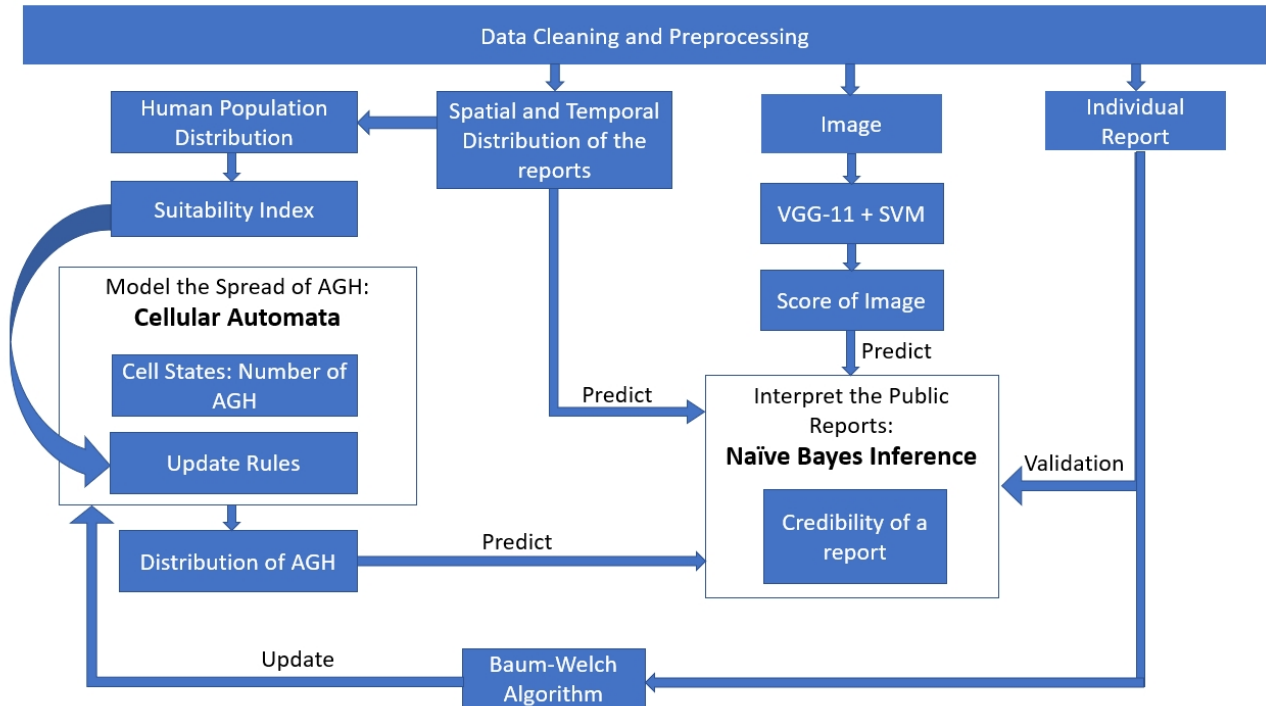 Data Cleaning and Preprocessing
Human Population
Distribution
Spatial and Temporal
Distribution of the
reports
Image
Individual
Report
Suitability Index
VGG-11 + SVM
Model the Spread of AGH:
Cellular Automata
Score of Image
Predict
Cell States: Number of
AGH
Predict
Interpret the Public
Reports:
Naïve Bayes Inference
Update Rules
Validation
Credibility of a
report
Distribution of AGH
Predict
Update
Baum-Welch
Algorithm